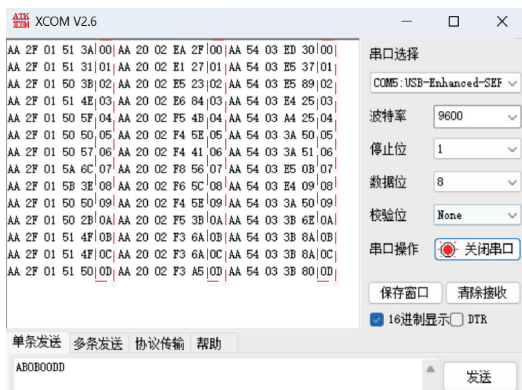 ATK XCOM XCOM V2.6
AA 2F 01 51 3A 00 AA 20 02 EA 2F 00 AA 54 03 ED 30 00
AA 2F 01 51 31 01 AA 20 02 E1 27 01 AA 54 03 E5 37 01
AA 2F 01 50 3B 02 AA 20 02 E5 23 02 AA 54 03 E5 89 02
AA 2F 01 51 4E 03 AA 20 02 E6 84 03 AA 54 03 E4 25 03
AA 2F 01 50 5F 04 AA 20 02 F5 4B 04 AA 54 03 A4 25 04
AA 2F 01 50 50 05 AA 20 02 F4 5E 05 AA 54 03 3A 50 05
AA 2F 01 50 57 06 AA 20 02 F4 41 06 AA 54 03 3A 51 06
AA 2F 01 5A 6C 07 AA 20 02 F8 56 07 AA 54 03 E5 0B 07
AA 2F 01 5B 3E 08 AA 20 02 F6 5C 08 AA 54 03 E4 09 08
AA 2F 01 50 50 09 AA 20 02 F4 5E 09 AA 54 03 3A 50 09
AA 2F 01 50 2B 0A AA 20 02 F5 3B 0A AA 54 03 3B 6E 0A
AA 2F 01 51 4F 0B AA 20 02 F3 6A 0B AA 54 03 3B 8A 0B
AA 2F 01 51 4F 0C AA 20 02 F3 6A 0C AA 54 03 3B 8A 0C
AA 2F 01 51 50 0D AA 20 02 F3 A5 0D AA 54 03 3B 80 0D
串口选择
COM5:USB-Enhanced-SEF
波特率 9600
停止位 1
数据位 8
校验位 None
串口操作 关闭串口
保存窗口 清除接收
16进制显示 DTR
单条发送 多条发送 协议传输 帮助
AB0B00DD
发送